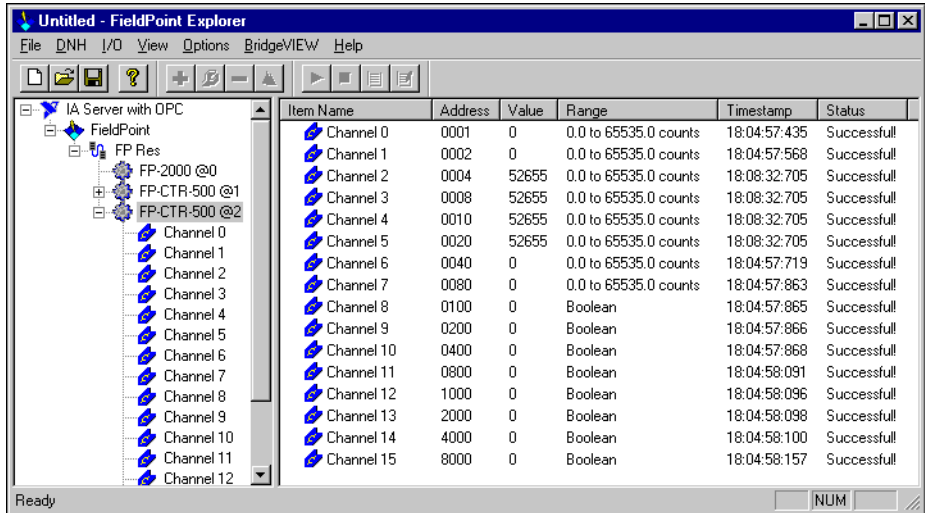 Untitled - FieldPoint Explorer
File DNH I/O View Options BridgeVIEW Help
IA Server with OPC
FieldPoint
FP Res
FP-2000 @0
FP-CTR-500 @1
FP-CTR-500 @2
Channel 0
Channel 1
Channel 2
Channel 3
Channel 4
Channel 5
Channel 6
Channel 7
Channel 8
Channel 9
Channel 10
Channel 11
Channel 12
Item Name Address Value Range Timestamp Status
Channel 0 0001 0 0.0 to 65535.0 counts 18:04:57:435 Successful!
Channel 1 0002 0 0.0 to 65535.0 counts 18:04:57:568 Successful!
Channel 2 0004 52655 0.0 to 65535.0 counts 18:08:32:705 Successful!
Channel 3 0008 52655 0.0 to 65535.0 counts 18:08:32:705 Successful!
Channel 4 0010 52655 0.0 to 65535.0 counts 18:08:32:705 Successful!
Channel 5 0020 52655 0.0 to 65535.0 counts 18:08:32:705 Successful!
Channel 6 0040 0 0.0 to 65535.0 counts 18:04:57:719 Successful!
Channel 7 0080 0 0.0 to 65535.0 counts 18:04:57:863 Successful!
Channel 8 0100 0 Boolean 18:04:57:865 Successful!
Channel 9 0200 0 Boolean 18:04:57:866 Successful!
Channel 10 0400 0 Boolean 18:04:57:868 Successful!
Channel 11 0800 0 Boolean 18:04:58:091 Successful!
Channel 12 1000 0 Boolean 18:04:58:096 Successful!
Channel 13 2000 0 Boolean 18:04:58:098 Successful!
Channel 14 4000 0 Boolean 18:04:58:100 Successful!
Channel 15 8000 0 Boolean 18:04:58:157 Successful!
Ready NUM